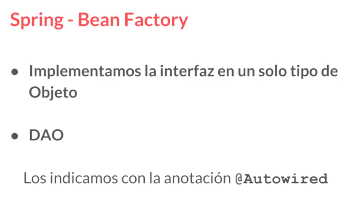 Spring - Bean Factory
● Implementamos la interfaz en un solo tipo de
Objeto
● DAO
Los indicamos con la anotación @Autowired